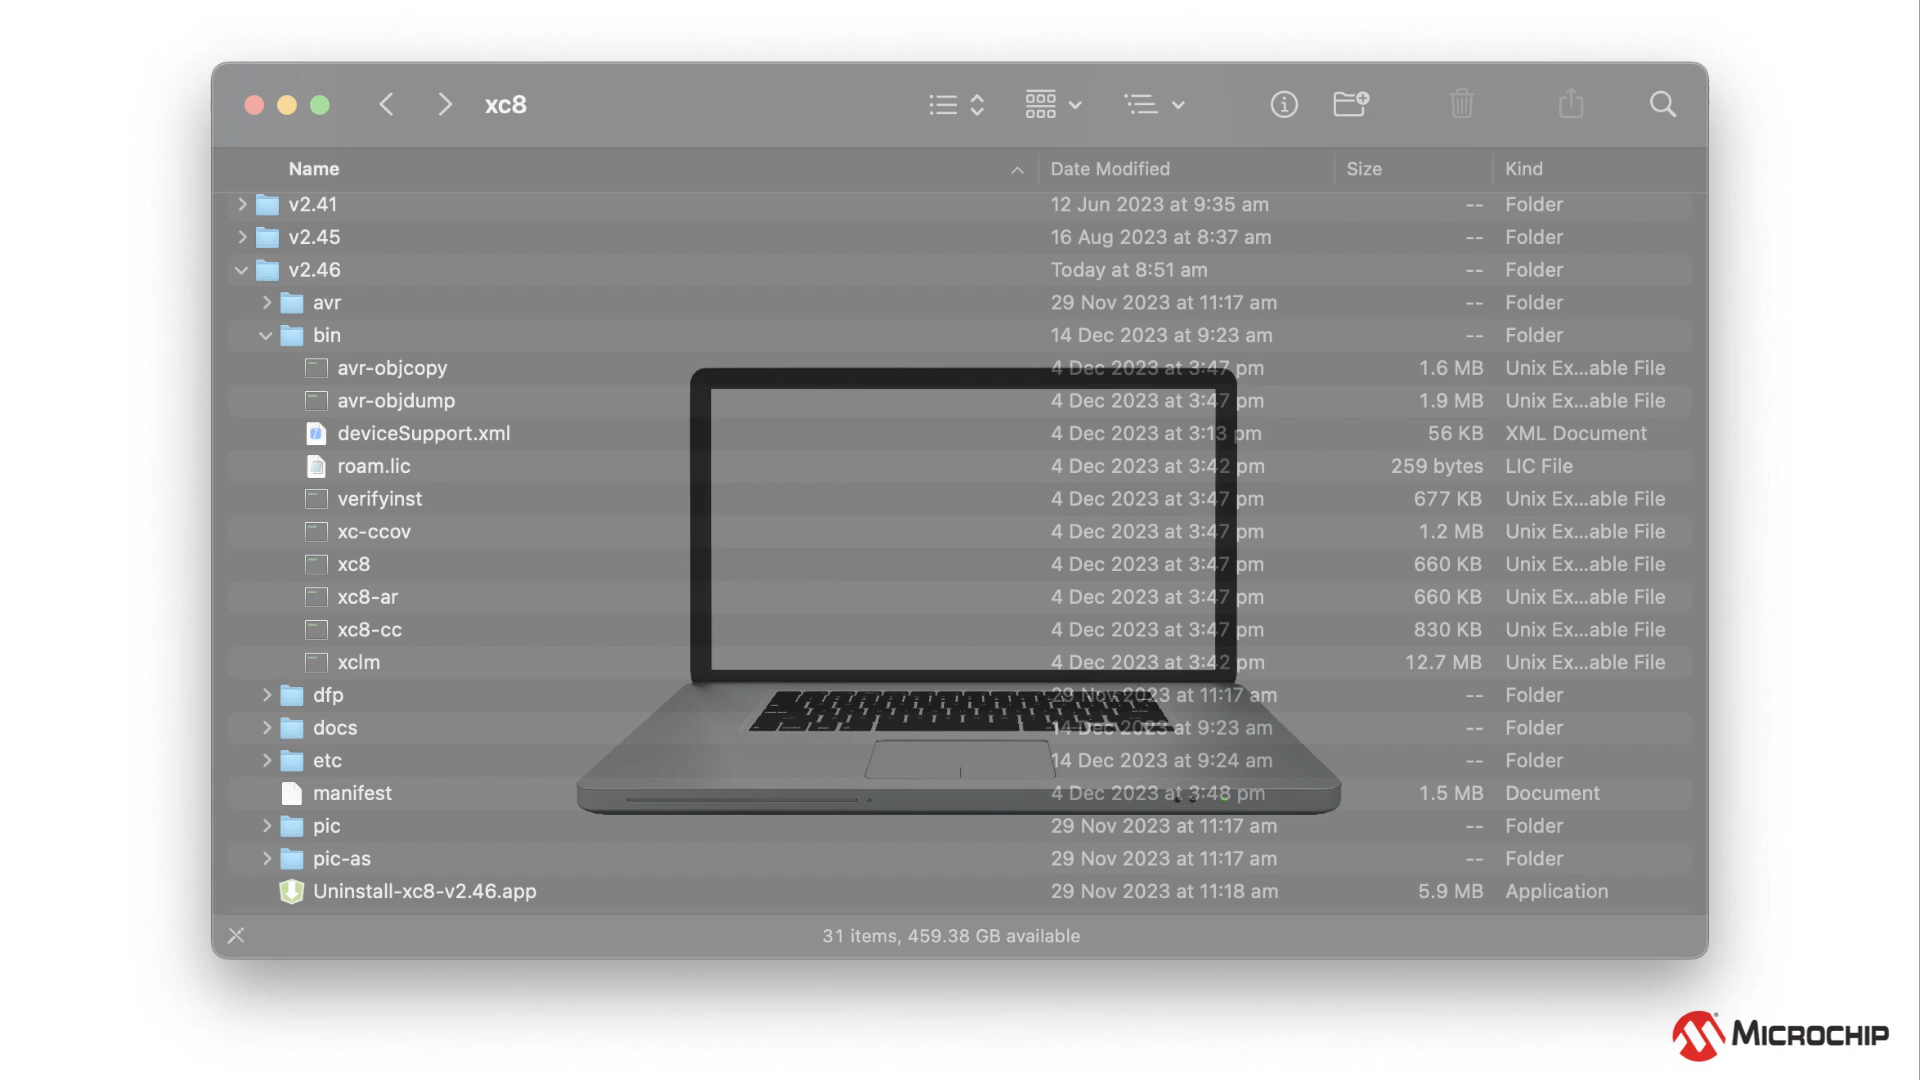 xc8
Name Date Modified Size Kind
v2.41 12 Jun 2023 at 9:35 am -- Folder
v2.45 16 Aug 2023 at 8:37 am -- Folder
v2.46 Today at 8:51 am -- Folder
avr 29 Nov 2023 at 11:17 am -- Folder
bin 14 Dec 2023 at 9:23 am -- Folder
avr-objcopy 4 Dec 2023 at 3:47 pm 1.6 MB Unix Ex...able File
avr-objdump 4 Dec 2023 at 3:47 pm 1.9 MB Unix Ex...able File
deviceSupport.xml 4 Dec 2023 at 3:13 pm 56 KB XML Document
roam.lic 4 Dec 2023 at 3:42 pm 259 bytes LIC File
verifyinst 4 Dec 2023 at 3:47 pm 677 KB Unix Ex...able File
xc-ccov 4 Dec 2023 at 3:47 pm 1.2 MB Unix Ex...able File
xc8 4 Dec 2023 at 3:47 pm 660 KB Unix Ex...able File
xc8-ar 4 Dec 2023 at 3:47 pm 660 KB Unix Ex...able File
xc8-cc 4 Dec 2023 at 3:47 pm 830 KB Unix Ex...able File
xclm 4 Dec 2023 at 3:42 pm 12.7 MB Unix Ex...able File
dfp 29 Nov 2023 at 11:17 am -- Folder
docs 14 Dec 2023 at 9:23 am -- Folder
etc 14 Dec 2023 at 9:24 am -- Folder
manifest 4 Dec 2023 at 3:48 pm 1.5 MB Document
pic 29 Nov 2023 at 11:17 am -- Folder
pic-as 29 Nov 2023 at 11:17 am -- Folder
Uninstall-xc8-v2.46.app 29 Nov 2023 at 11:18 am 5.9 MB Application
31 items, 459.38 GB available
MICROCHIP